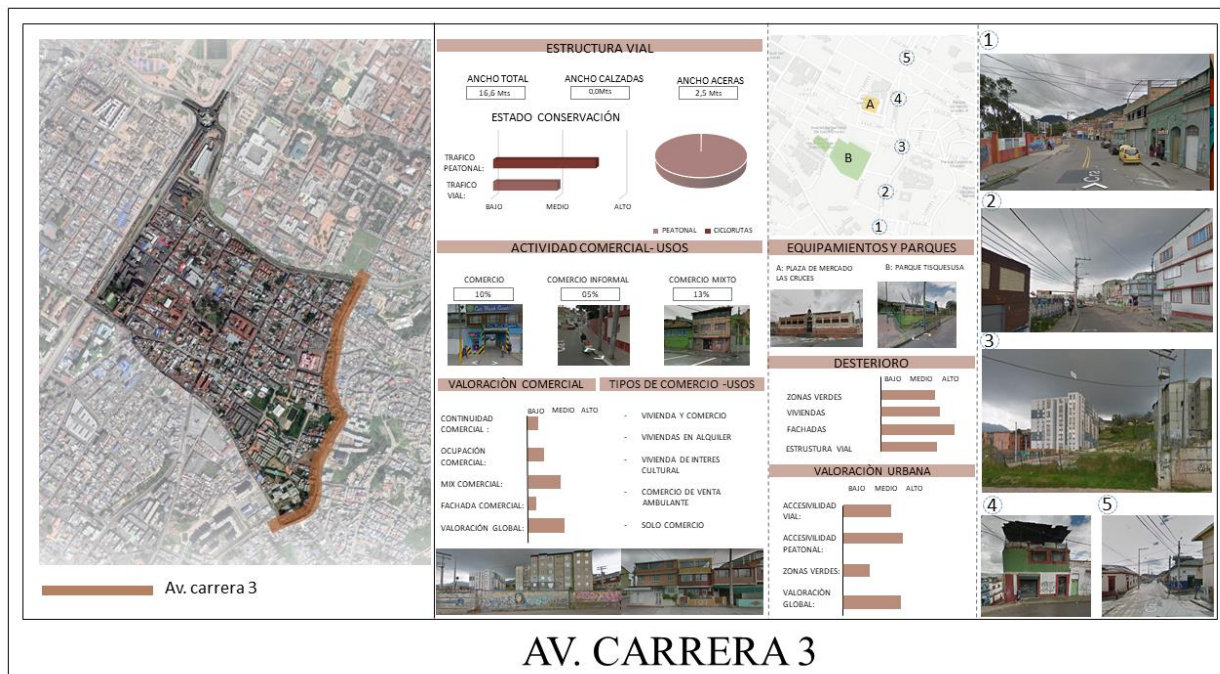 Av. carrera 3
ESTRUCTURA VIAL
ANCHO TOTAL
16,6 Mts
ANCHO CALZADAS
0,0Mts
ANCHO ACERAS
2,5 Mts
ESTADO CONSERVACIÓN
TRAFICO
PEATONAL:
TRAFICO
VIAL:
BAJO MEDIO ALTO
PEATONAL CICLORUTAS
ACTIVIDAD COMERCIAL- USOS
COMERCIO
10%
COMERCIO INFORMAL
05%
COMERCIO MIXTO
13%
VALORACIÒN COMERCIAL
BAJO MEDIO ALTO
CONTINUIDAD
COMERCIAL :
OCUPACIÓN
COMERCIAL:
MIX COMERCIAL:
FACHADA COMERCIAL:
VALORACIÓN GLOBAL:
TIPOS DE COMERCIO -USOS
- VIVIENDA Y COMERCIO
- VIVIENDAS EN ALQUILER
- VIVIENDA DE INTERES
CULTURAL
- COMERCIO DE VENTA
AMBULANTE
- SOLO COMERCIO
5
4
A
3
B
2
1
EQUIPAMIENTOS Y PARQUES
A: PLAZA DE MERCADO
LAS CRUCES
B: PARQUE TISQUESUSA
DESTERIORO
BAJO MEDIO ALTO
ZONAS VERDES
VIVIENDAS
FACHADAS
ESTRUCTURA VIAL
VALORACIÒN URBANA
BAJO MEDIO ALTO
ACCESIVILIDAD
VIAL:
ACCESIVILIDAD
PEATONAL:
ZONAS VERDES:
VALORACIÒN
GLOBAL:
1
2
3
4
5
AV. CARRERA 3